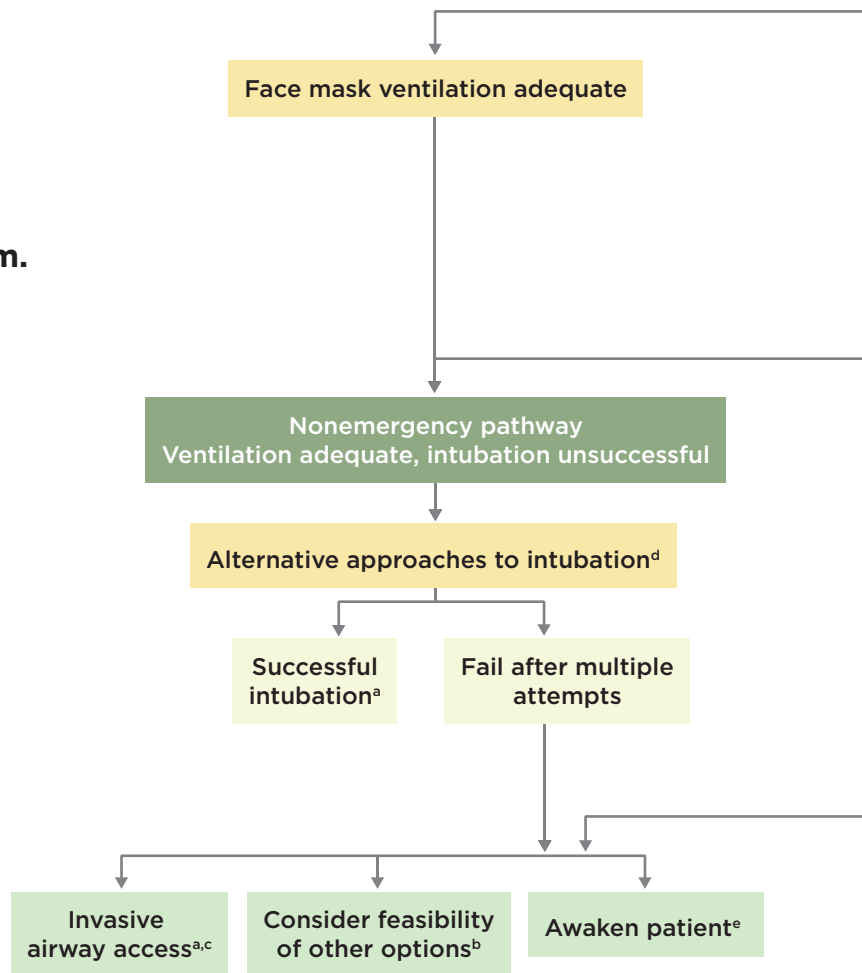 Face mask ventilation adequate
m.
Nonemergency pathway
Ventilation adequate, intubation unsuccessful
Alternative approaches to intubationᵈ
Successful
intubationᵃ
Fail after multiple
attempts
Invasive
airway accessᵃ,ᶜ
Consider feasibility
of other optionsᵇ
Awaken patientᵉ